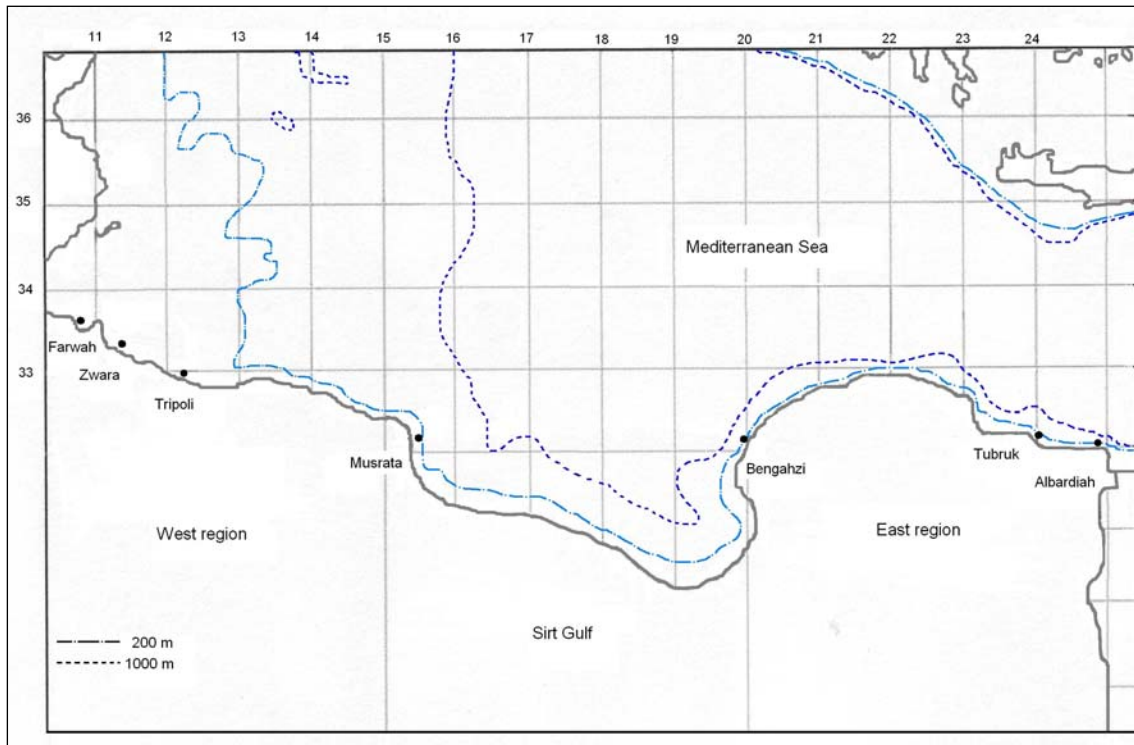 11 12 13 14 15 16 17 18 19 20 21 22 23 24
36
35
Mediterranean Sea
34
Farwah
33
Zwara
Tripoli
Musrata
Bengahzi
Tubruk
Albardiah
West region
East region
Sirt Gulf
200 m
1000 m